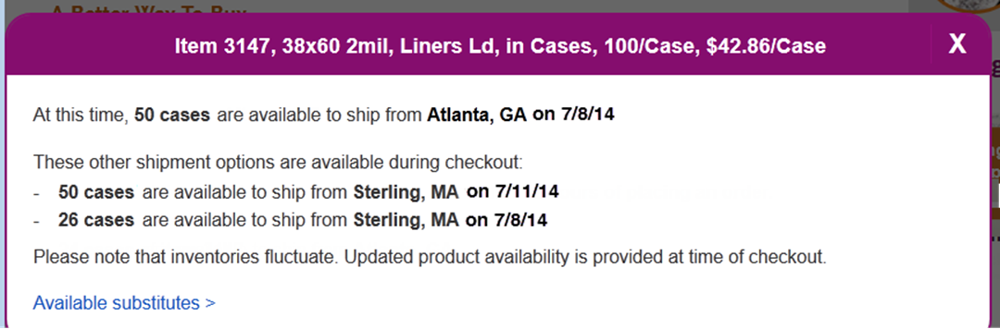 A Better Way To Buy
Item 3147, 38x60 2mil, Liners Ld, in Cases, 100/Case, $42.86/Case
X
At this time, 50 cases are available to ship from Atlanta, GA on 7/8/14
These other shipment options are available during checkout:
- 50 cases are available to ship from Sterling, MA on 7/11/14
- 26 cases are available to ship from Sterling, MA on 7/8/14
Please note that inventories fluctuate. Updated product availability is provided at time of checkout.
Available substitutes >